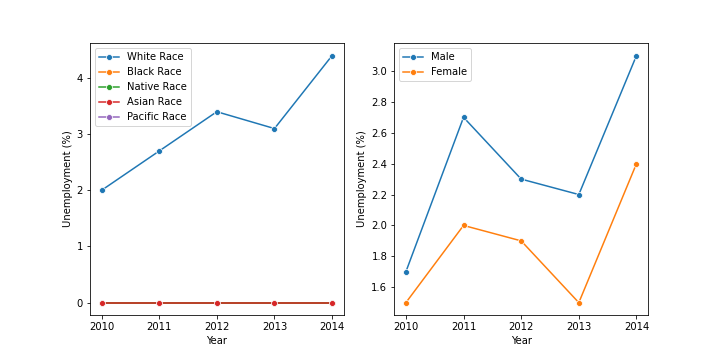 White Race
Black Race
Native Race
Asian Race
Pacific Race
Unemployment (%)
4
3
2
1
0
2010 2011 2012 2013 2014
Year
Male
Female
Unemployment (%)
3.0
2.8
2.6
2.4
2.2
2.0
1.8
1.6
2010 2011 2012 2013 2014
Year